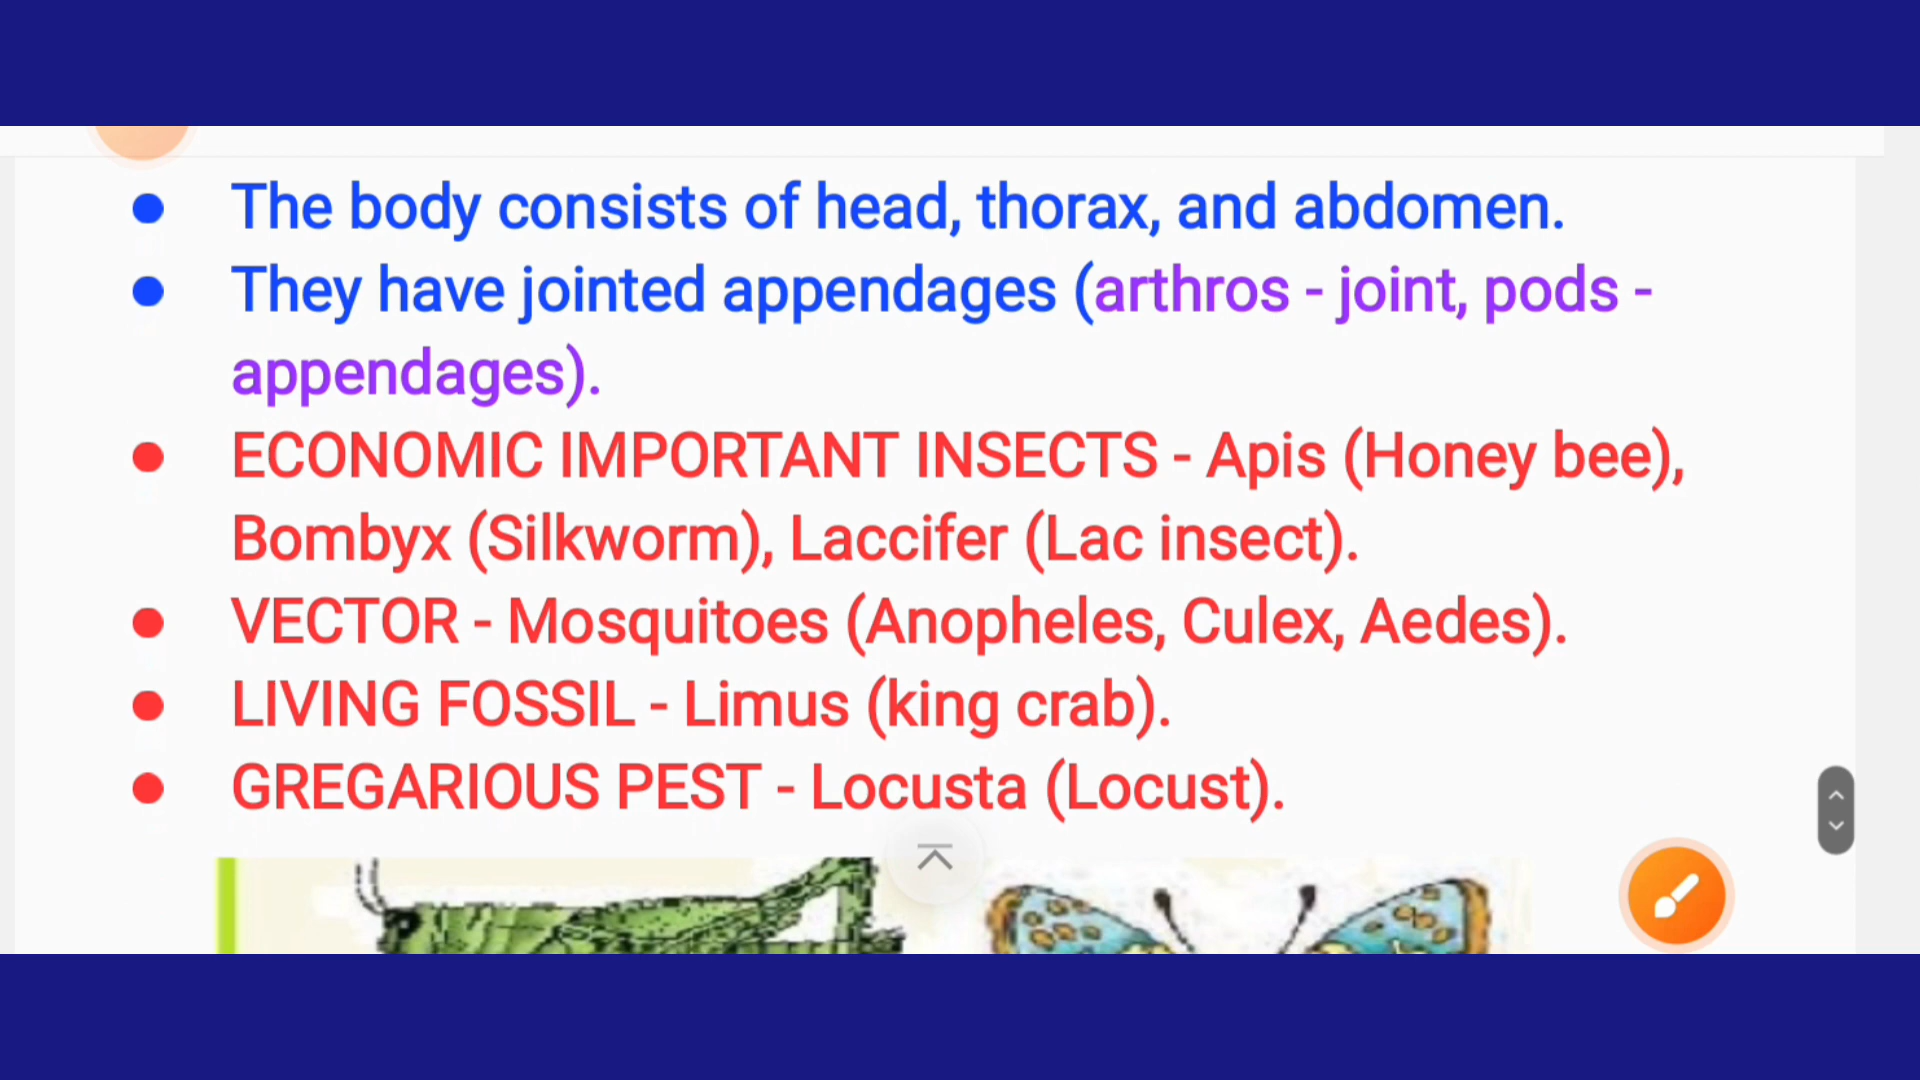 The body consists of head, thorax, and abdomen.
They have jointed appendages (arthros - joint, pods -
appendages).
ECONOMIC IMPORTANT INSECTS - Apis (Honey bee),
Bombyx (Silkworm), Laccifer (Lac insect).
VECTOR - Mosquitoes (Anopheles, Culex, Aedes).
LIVING FOSSIL - Limus (king crab).
GREGARIOUS PEST - Locusta (Locust).